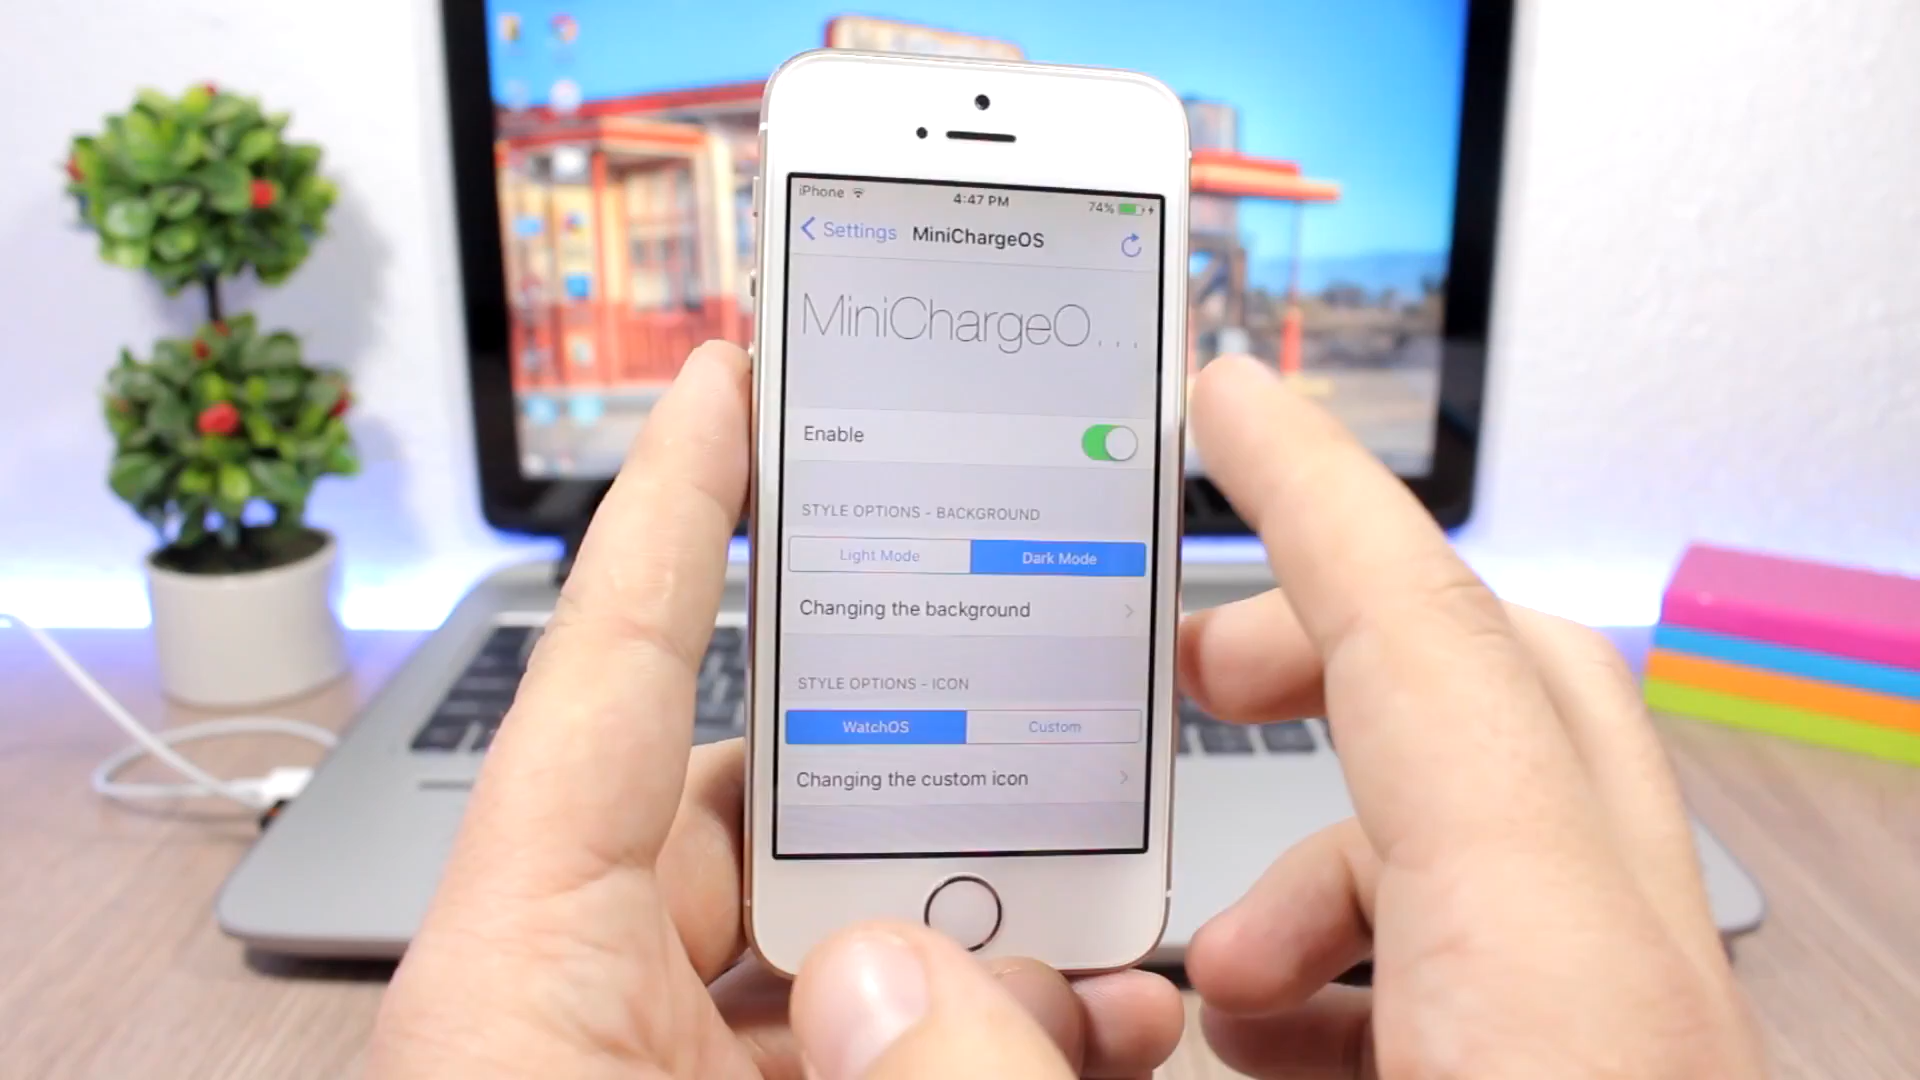 iPhone 4:47 PM 74%
Settings MiniChargeOS
MiniChargeO...
Enable
STYLE OPTIONS - BACKGROUND
Light Mode Dark Mode
Changing the background
STYLE OPTIONS - ICON
WatchOS Custom
Changing the custom icon